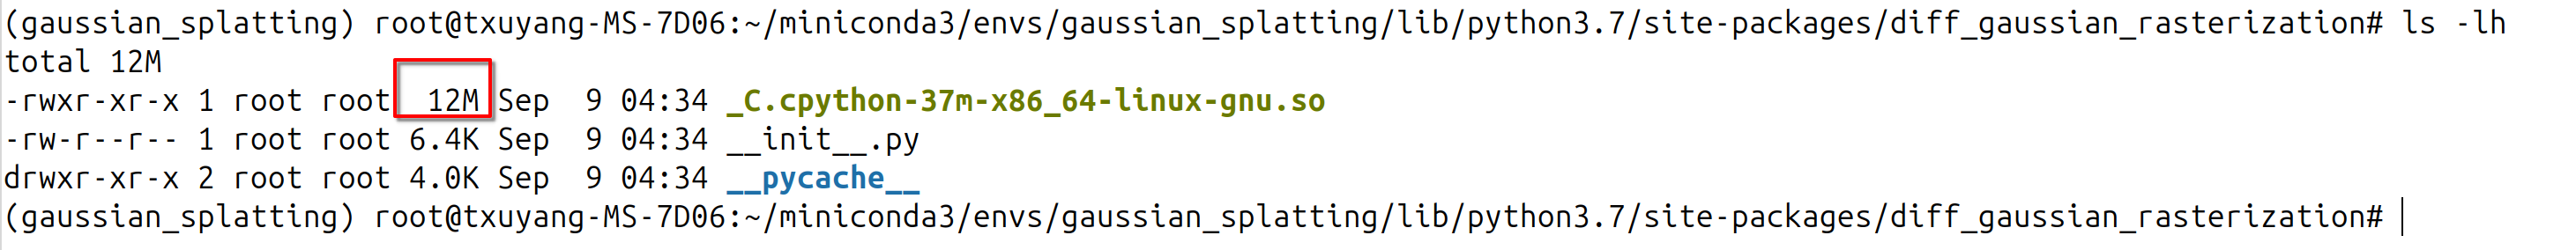 (gaussian_splatting) root@txuyang-MS-7D06:~/miniconda3/envs/gaussian_splatting/lib/python3.7/site-packages/diff_gaussian_rasterization# ls -lh
total 12M
-rwxr-xr-x 1 root root  12M Sep  9 04:34 _C.cpython-37m-x86_64-linux-gnu.so
-rw-r--r-- 1 root root 6.4K Sep  9 04:34 __init__.py
drwxr-xr-x 2 root root 4.0K Sep  9 04:34 __pycache__
(gaussian_splatting) root@txuyang-MS-7D06:~/miniconda3/envs/gaussian_splatting/lib/python3.7/site-packages/diff_gaussian_rasterization#